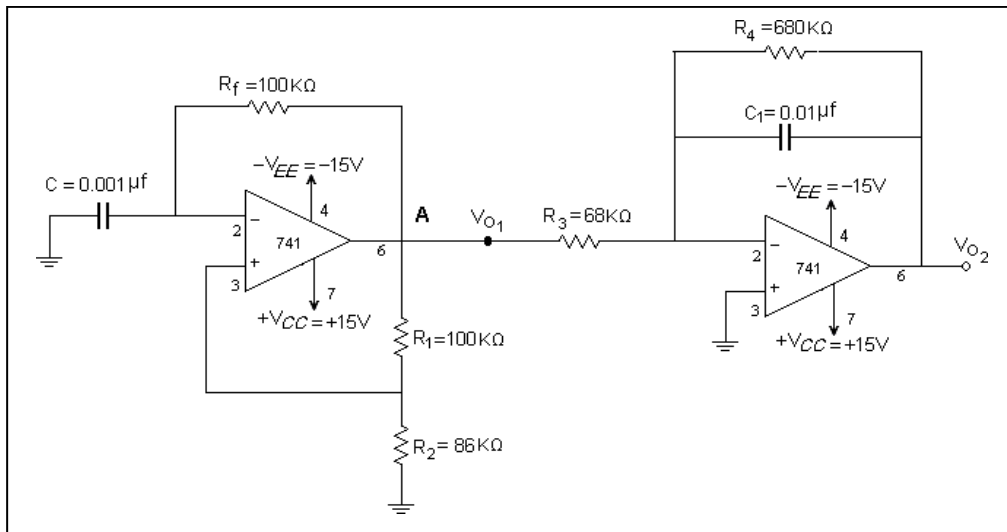 R4 = 680KΩ
Rf = 100KΩ
C1 = 0.01µf
−VEE = −15V
−VEE = −15V
C = 0.001µf
4
A
VO1
R3 = 68KΩ
4
−
2
741
6
+
3
7
+VCC = +15V
−
2
741
6
VO2
+
3
7
+VCC = +15V
R1 = 100KΩ
R2 = 86KΩ